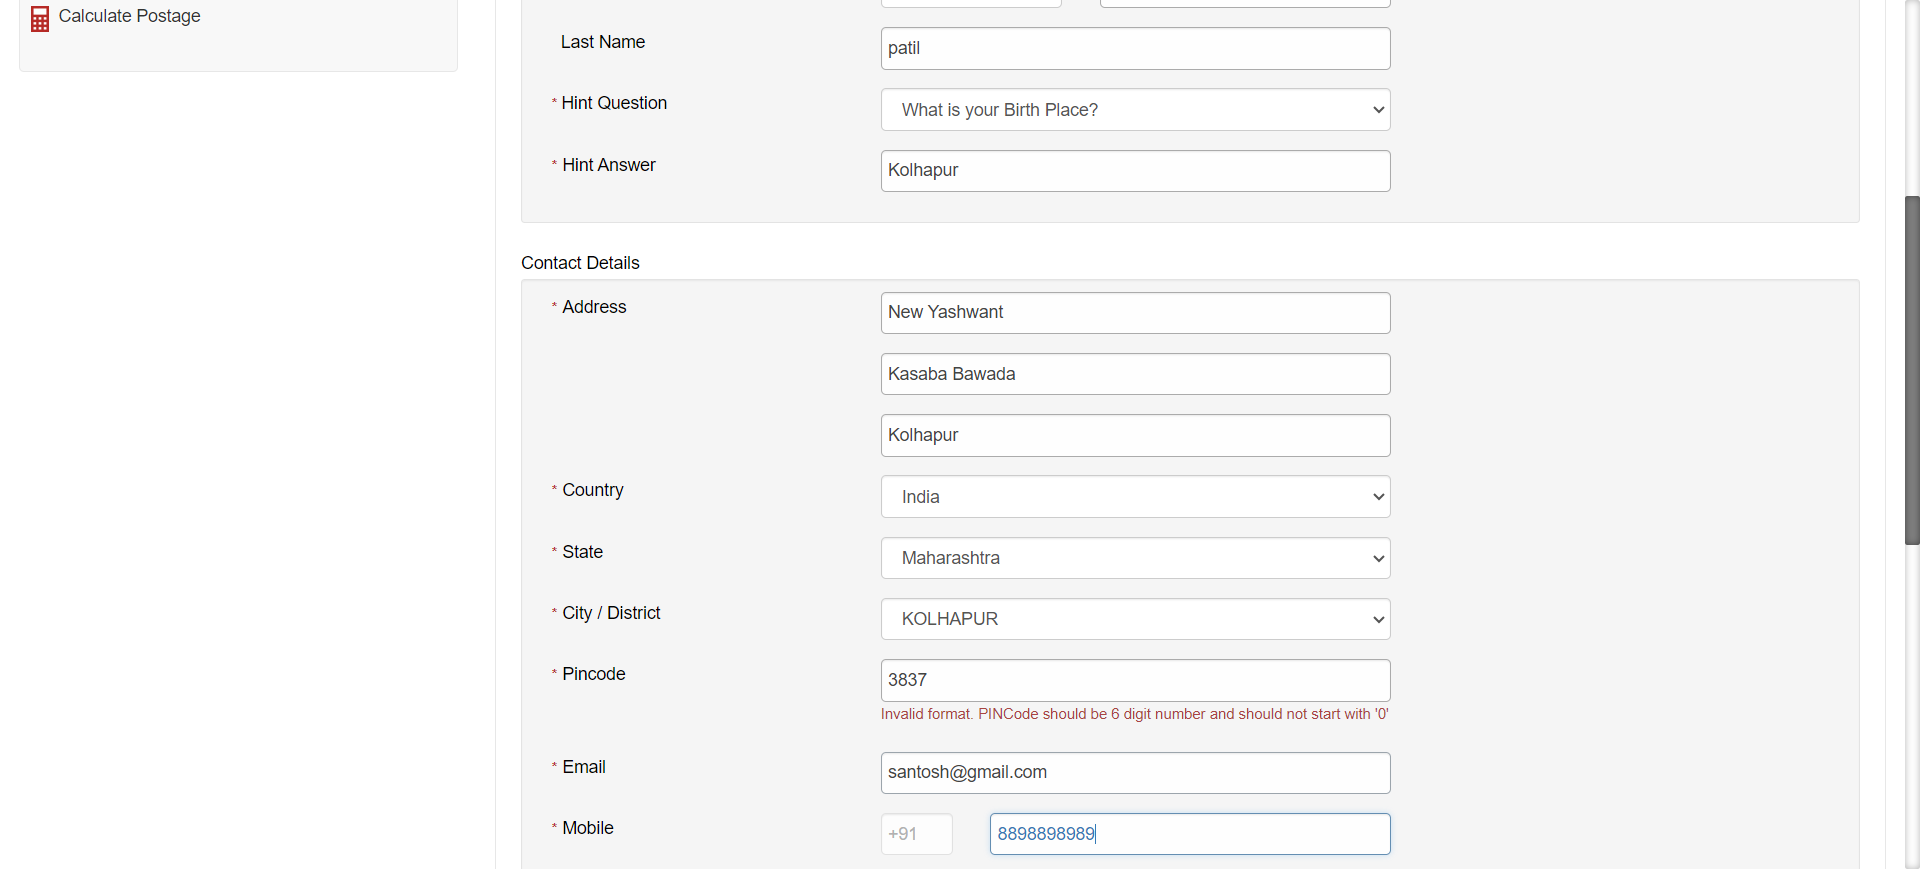 Calculate Postage
Last Name
patil
* Hint Question
What is your Birth Place?
* Hint Answer
Kolhapur
Contact Details
* Address
New Yashwant
Kasaba Bawada
Kolhapur
* Country
India
* State
Maharashtra
* City / District
KOLHAPUR
* Pincode
3837
Invalid format. PINCode should be 6 digit number and should not start with '0'
* Email
santosh@gmail.com
* Mobile
+91
8898898989